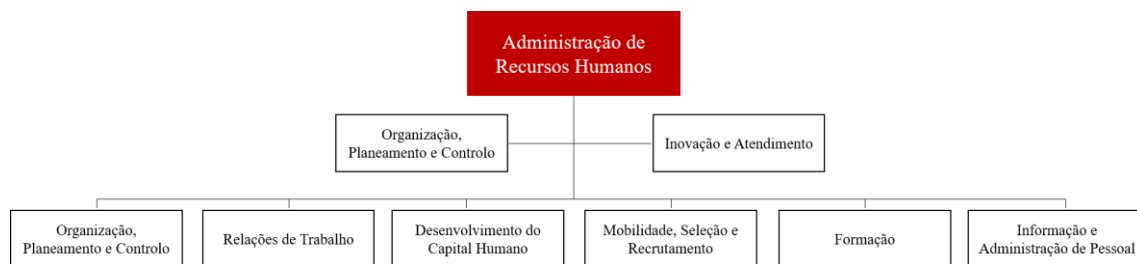 Administração de
Recursos Humanos
Organização,
Planeamento e Controlo
Inovação e Atendimento
Organização,
Planeamento e Controlo
Relações de Trabalho
Desenvolvimento do
Capital Humano
Mobilidade, Seleção e
Recrutamento
Formação
Informação e
Administração de Pessoal